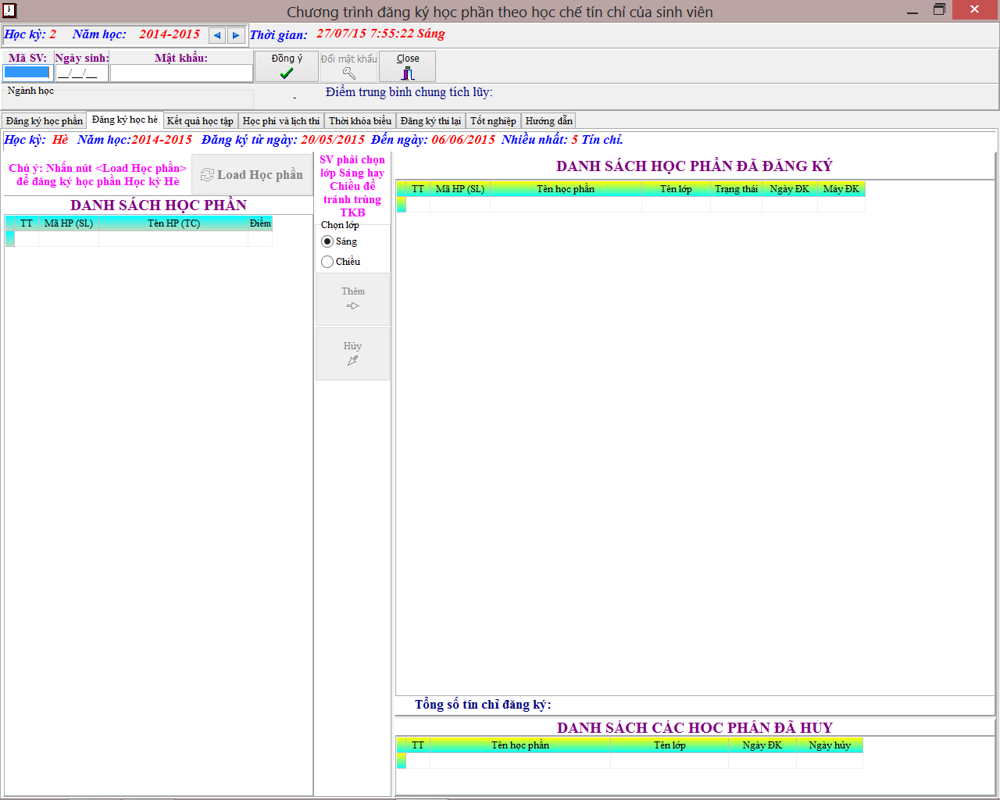 Chương trình đăng ký học phần theo học chế tín chỉ của sinh viên
Học kỳ: 2 Năm học: 2014-2015 Thời gian: 27/07/15 7:55:22 Sáng
Mã SV: Ngày sinh: Mật khẩu:
__/__/__
Đồng ý
Đổi mật khẩu
Close
Ngành học
-
Điểm trung bình chung tích lũy:
Đăng ký học phần Đăng ký học hè Kết quả học tập Học phí và lịch thi Thời khóa biểu Đăng ký thi lại Tốt nghiệp Hướng dẫn
Học kỳ: Hè Năm học:2014-2015 Đăng ký từ ngày: 20/05/2015 Đến ngày: 06/06/2015 Nhiều nhất: 5 Tín chỉ.
Chú ý: Nhấn nút <Load Học phần>
để đăng ký học phần Học kỳ Hè
Load Học phần
DANH SÁCH HỌC PHẦN
TT Mã HP (SL) Tên HP (TC) Điểm
SV phải chọn
lớp Sáng hay
Chiều để
tránh trùng
TKB
Chọn lớp
Sáng
Chiều
Thêm
Hủy
DANH SÁCH HỌC PHẦN ĐÃ ĐĂNG KÝ
TT Mã HP (SL) Tên học phần Tên lớp Trạng thái Ngày ĐK Máy ĐK
Tổng số tín chỉ đăng ký:
DANH SÁCH CÁC HỌC PHẦN ĐÃ HỦY
TT Tên học phần Tên lớp Ngày ĐK Ngày hủy